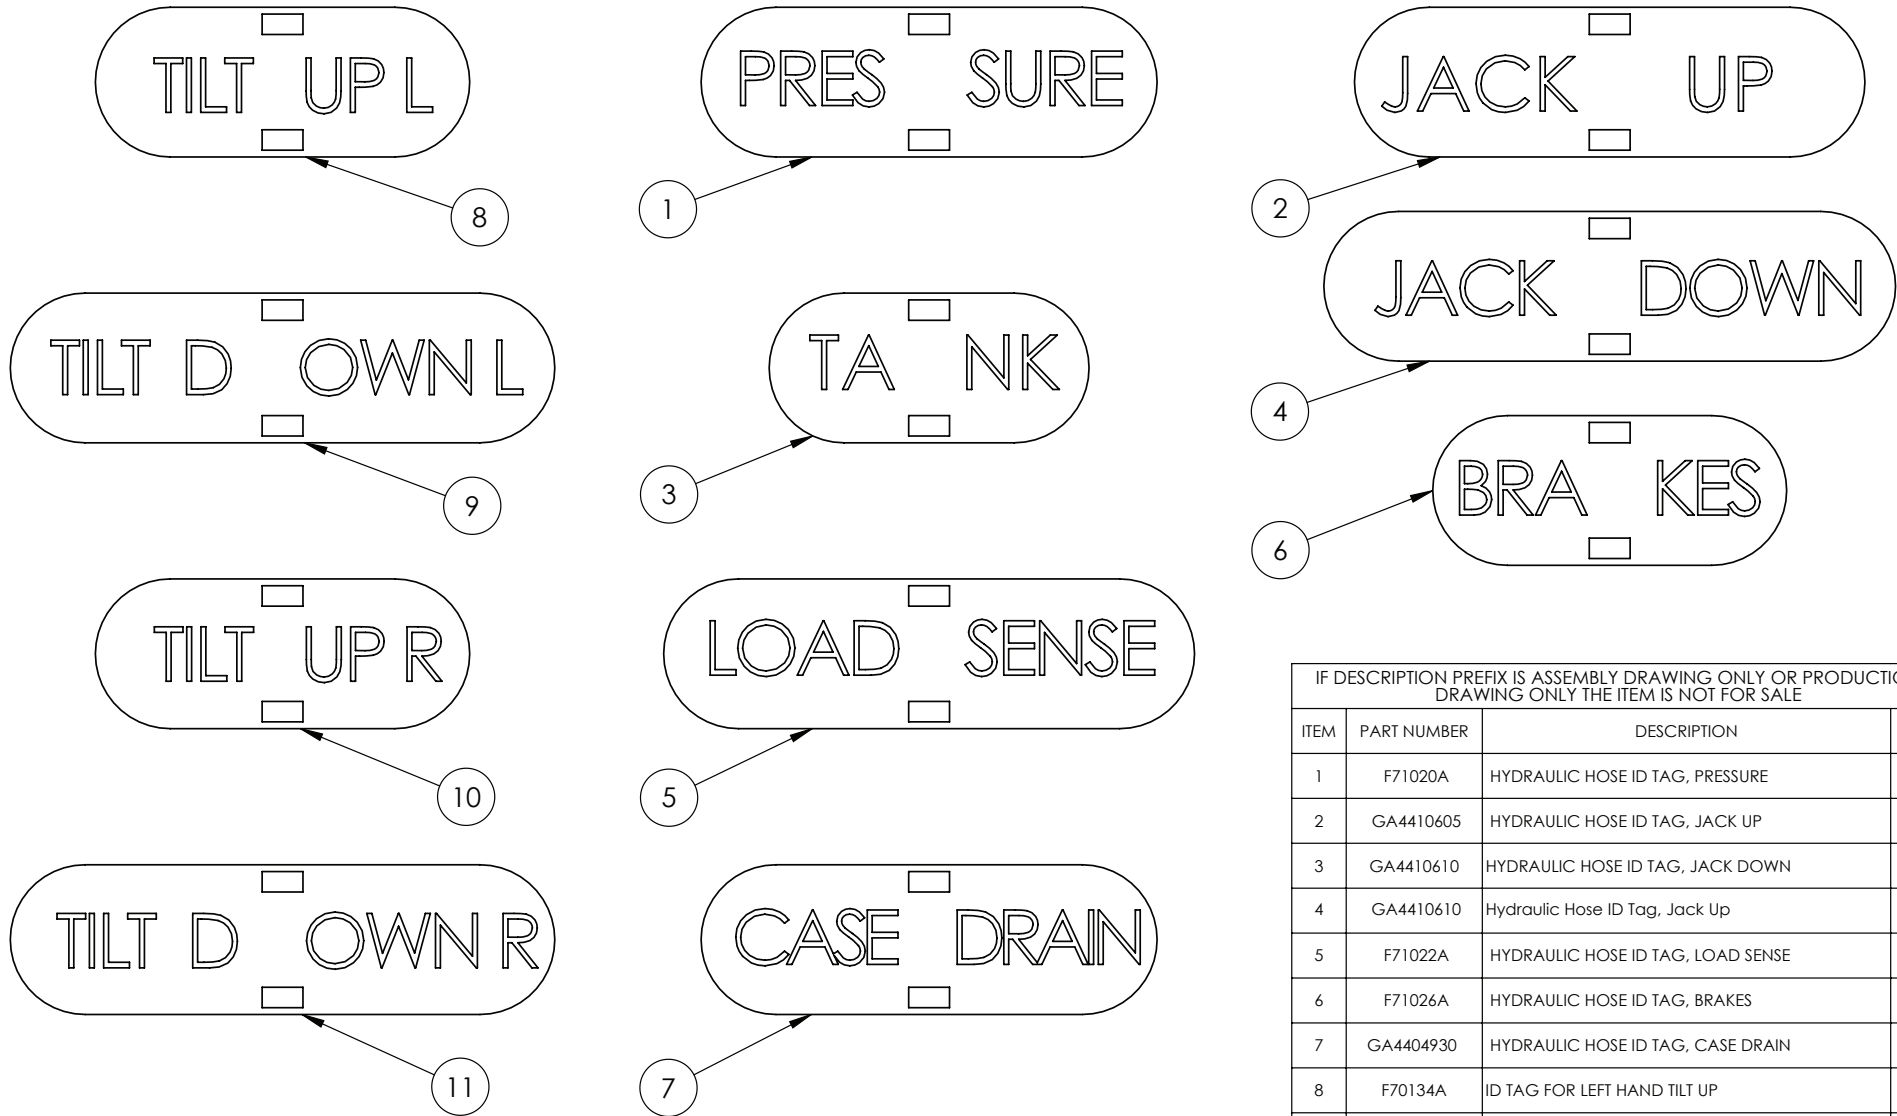 TILT UP L
PRES SURE
JACK UP
8
1
2
TILT D OWN L
TA NK
JACK DOWN
9
3
4
BRA KES
6
TILT UP R
LOAD SENSE
10
5
TILT D OWN R
CASE DRAIN
11
7
IF DESCRIPTION PREFIX IS ASSEMBLY DRAWING ONLY OR
DRAWING ONLY THE ITEM IS NOT FOR SALE
ITEM PART NUMBER DESCRIPTION
1 F71020A HYDRAULIC HOSE ID TAG, PRESSURE
2 GA4410605 HYDRAULIC HOSE ID TAG, JACK UP
3 GA4410610 HYDRAULIC HOSE ID TAG, JACK DOWN
4 GA4410610 Hydraulic Hose ID Tag, Jack Up
5 F71022A HYDRAULIC HOSE ID TAG, LOAD SENSE
6 F71026A HYDRAULIC HOSE ID TAG, BRAKES
7 GA4404930 HYDRAULIC HOSE ID TAG, CASE DRAIN
8 F70134A ID TAG FOR LEFT HAND TILT UP